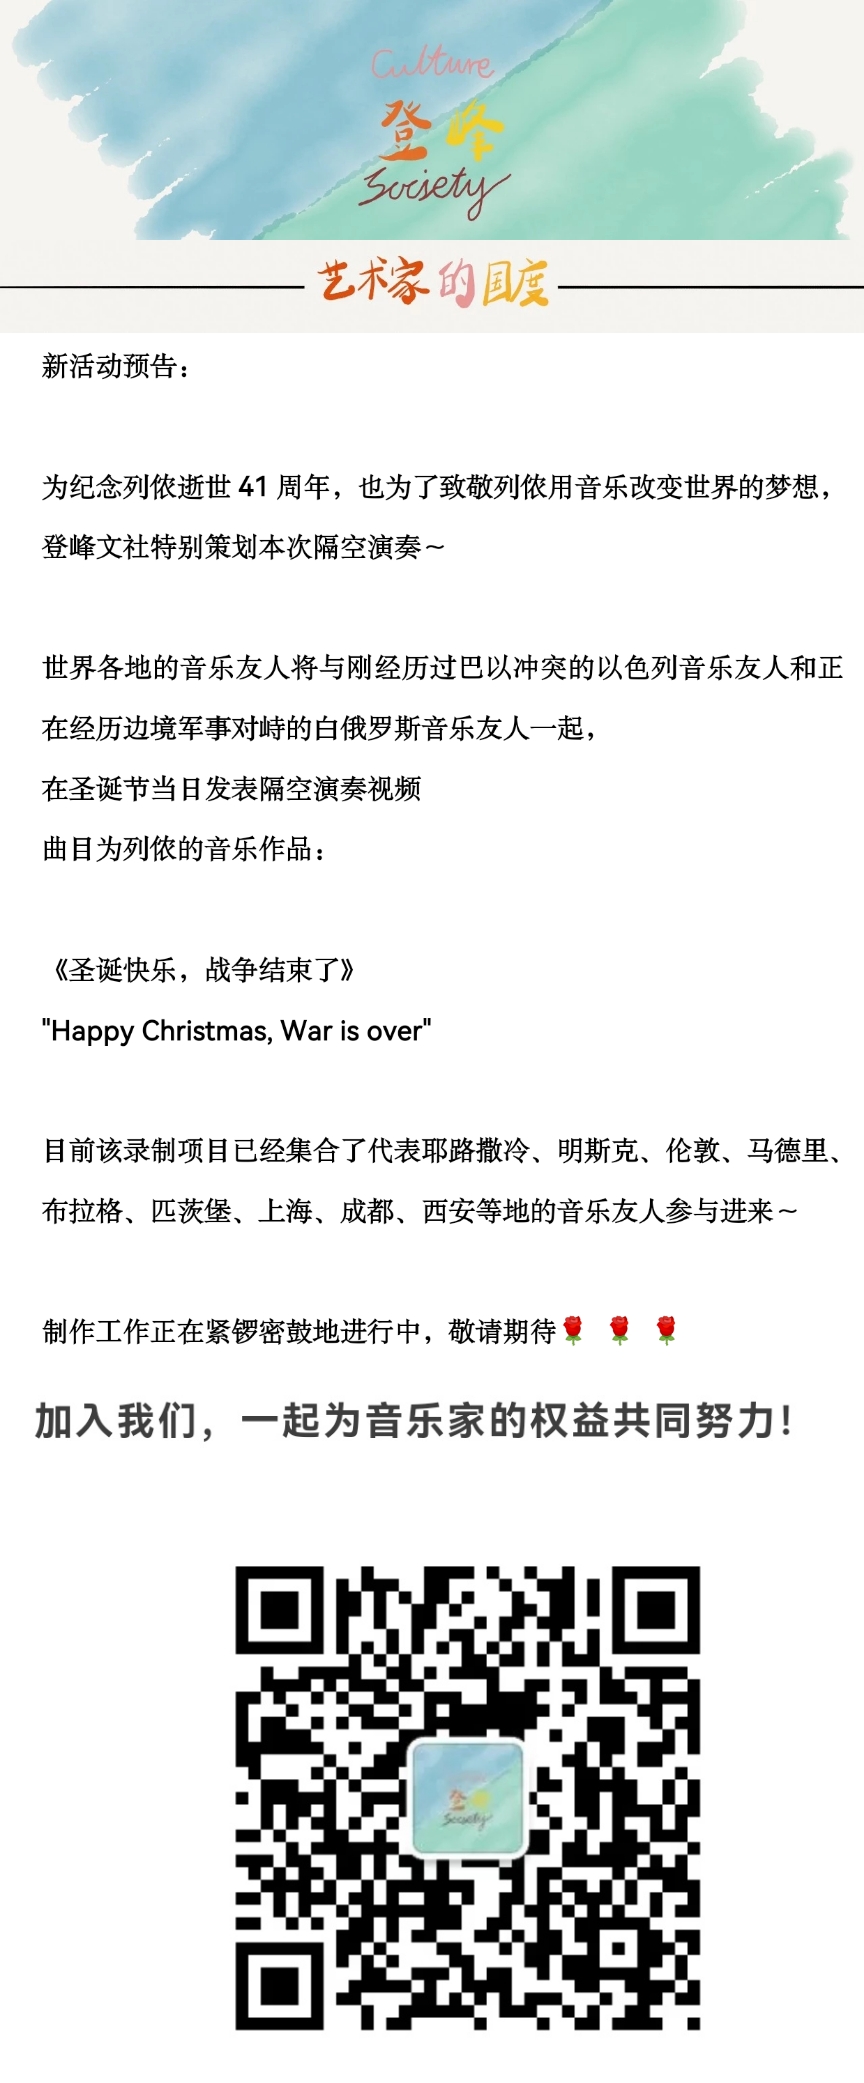 Culture
登峰
Society
艺术家的国度
新活动预告：
为纪念列侬逝世 41 周年，也为了致敬列侬用音乐改变世界的梦想，
登峰文社特别策划本次隔空演奏～
世界各地的音乐友人将与刚经历过巴以冲突的以色列音乐友人和正
在经历边境军事对峙的白俄罗斯音乐友人一起，
在圣诞节当日发表隔空演奏视频
曲目为列侬的音乐作品：
《圣诞快乐，战争结束了》
"Happy Christmas, War is over"
目前该录制项目已经集合了代表耶路撒冷、明斯克、伦敦、马德里、
布拉格、匹茨堡、上海、成都、西安等地的音乐友人参与进来～
制作工作正在紧锣密鼓地进行中，敬请期待🌹 🌹 🌹
加入我们，一起为音乐家的权益共同努力！
登峰
Society